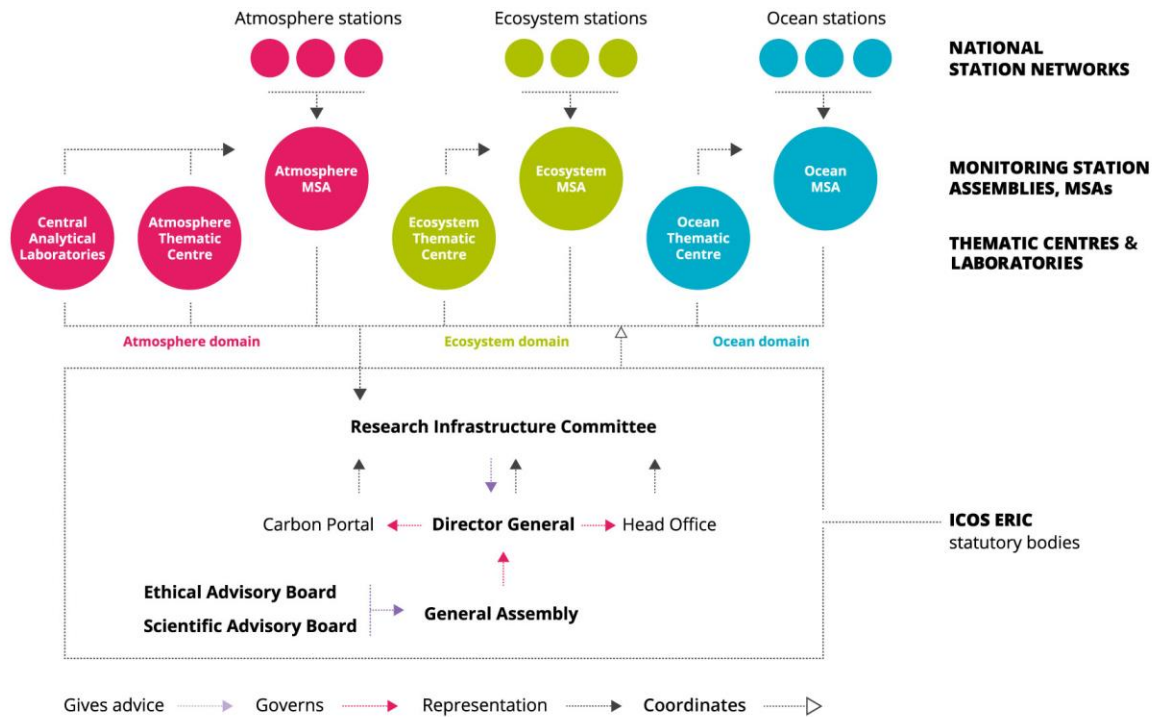 Atmosphere stations
Ecosystem stations
Ocean stations
NATIONAL
STATION NETWORKS
Atmosphere
MSA
Ecosystem
MSA
Ocean
MSA
MONITORING STATION
ASSEMBLIES, MSAs
Central
Analytical
Laboratories
Atmosphere
Thematic
Centre
Ecosystem
Thematic
Centre
Ocean
Thematic
Centre
THEMATIC CENTRES &
LABORATORIES
Atmosphere domain
Ecosystem domain
Ocean domain
Research Infrastructure Committee
Carbon Portal
Director General
Head Office
ICOS ERIC
statutory bodies
Ethical Advisory Board
Scientific Advisory Board
General Assembly
Gives advice
Governs
Representation
Coordinates